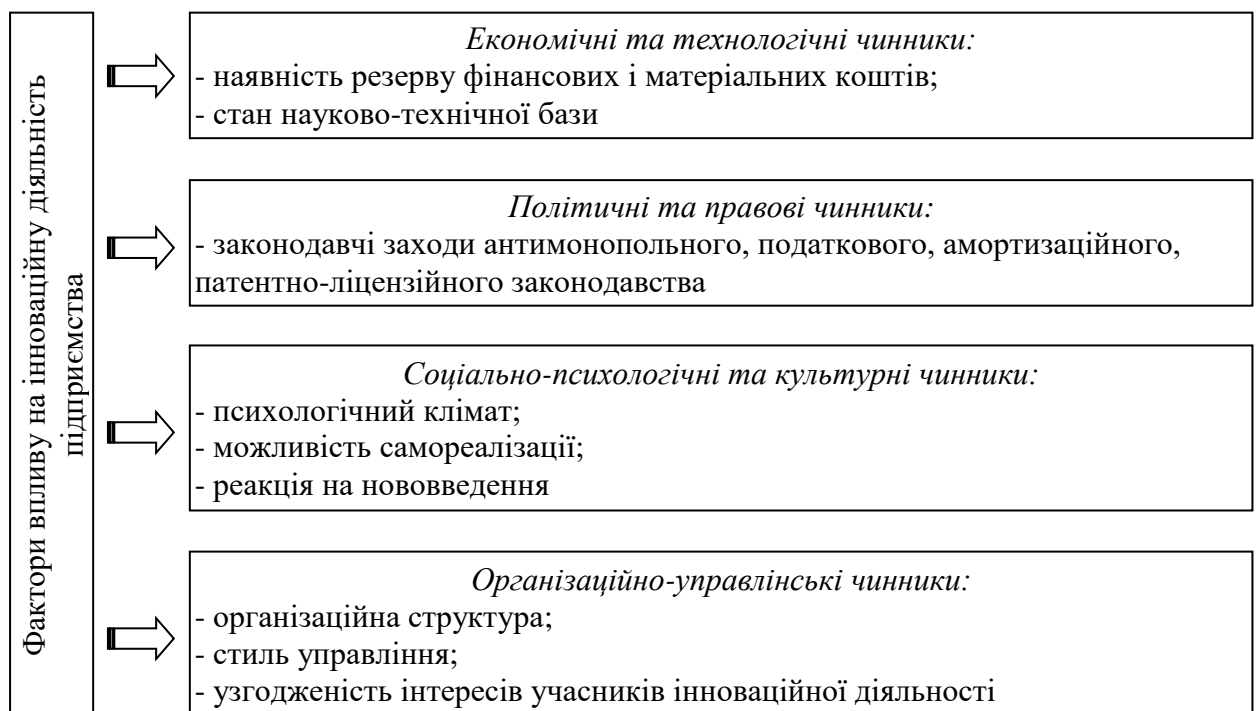 Фактори впливу на інноваційну діяльність
підприємства
Економічні та технологічні чинники:
- наявність резерву фінансових і матеріальних коштів;
- стан науково-технічної бази
Політичні та правові чинники:
- законодавчі заходи антимонопольного, податкового, амортизаційного,
патентно-ліцензійного законодавства
Соціально-психологічні та культурні чинники:
- психологічний клімат;
- можливість самореалізації;
- реакція на нововведення
Організаційно-управлінські чинники:
- організаційна структура;
- стиль управління;
- узгодженість інтересів учасників інноваційної діяльності